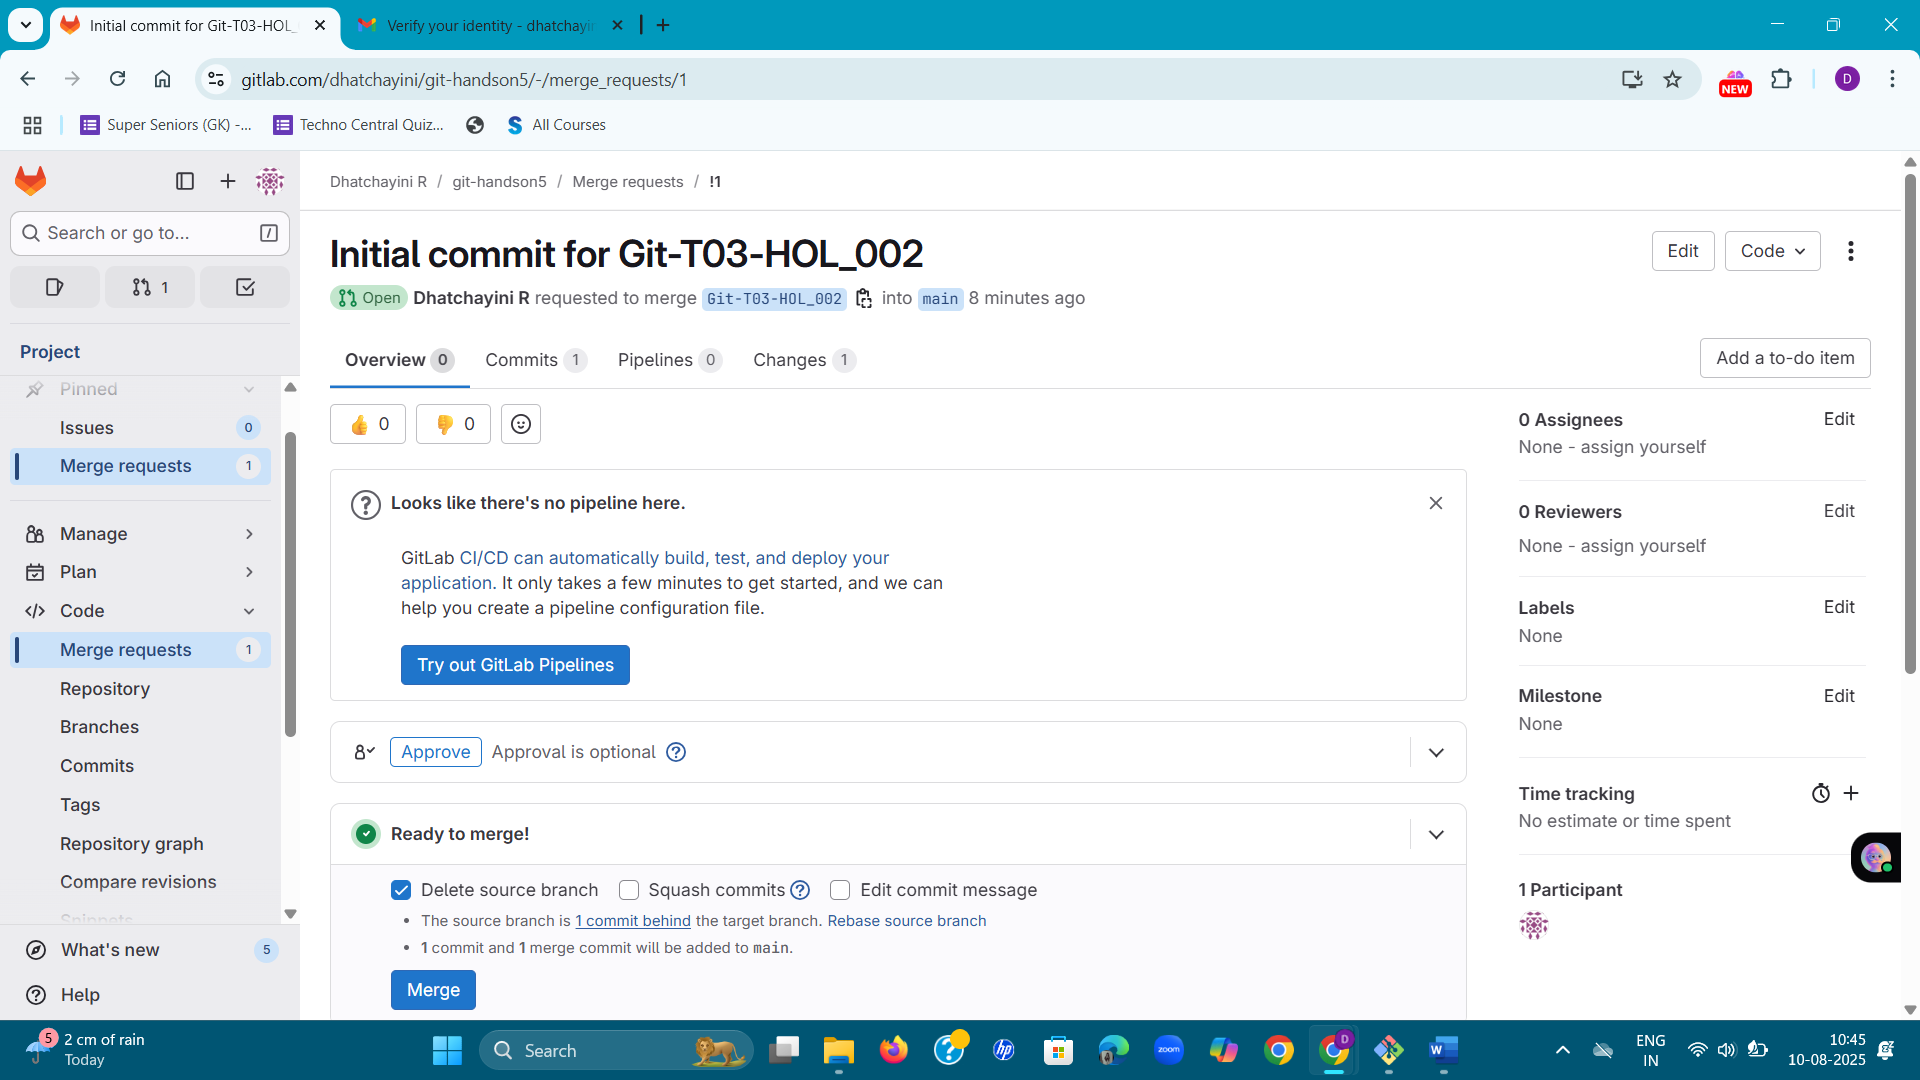 Initial commit for Git-T03-HOL_
Verify your identity - dhatchayin
gitlab.com/dhatchayini/git-handson5/-/merge_requests/1
NEW
D
Super Seniors (GK) -...
Techno Central Quiz...
All Courses
Search or go to...
/
1
Project
Pinned
Issues 0
Merge requests 1
Manage
Plan
Code
Merge requests 1
Repository
Branches
Commits
Tags
Repository graph
Compare revisions
Snippets
What's new 5
Help
Dhatchayini R / git-handson5 / Merge requests / !1
Initial commit for Git-T03-HOL_002
Edit
Code
Open Dhatchayini R requested to merge Git-T03-HOL_002 into main 8 minutes ago
Overview 0 Commits 1 Pipelines 0 Changes 1
Add a to-do item
0 0
Looks like there's no pipeline here.
GitLab CI/CD can automatically build, test, and deploy your
application. It only takes a few minutes to get started, and we can
help you create a pipeline configuration file.
Try out GitLab Pipelines
Approve Approval is optional
Ready to merge!
Delete source branch Squash commits Edit commit message
• The source branch is 1 commit behind the target branch. Rebase source branch
• 1 commit and 1 merge commit will be added to main.
Merge
0 Assignees Edit
None - assign yourself
0 Reviewers Edit
None - assign yourself
Labels Edit
None
Milestone Edit
None
Time tracking
No estimate or time spent
1 Participant
5
2 cm of rain
Today
Search
hp
zoom
D
W
ENG
IN
10:45
10-08-2025